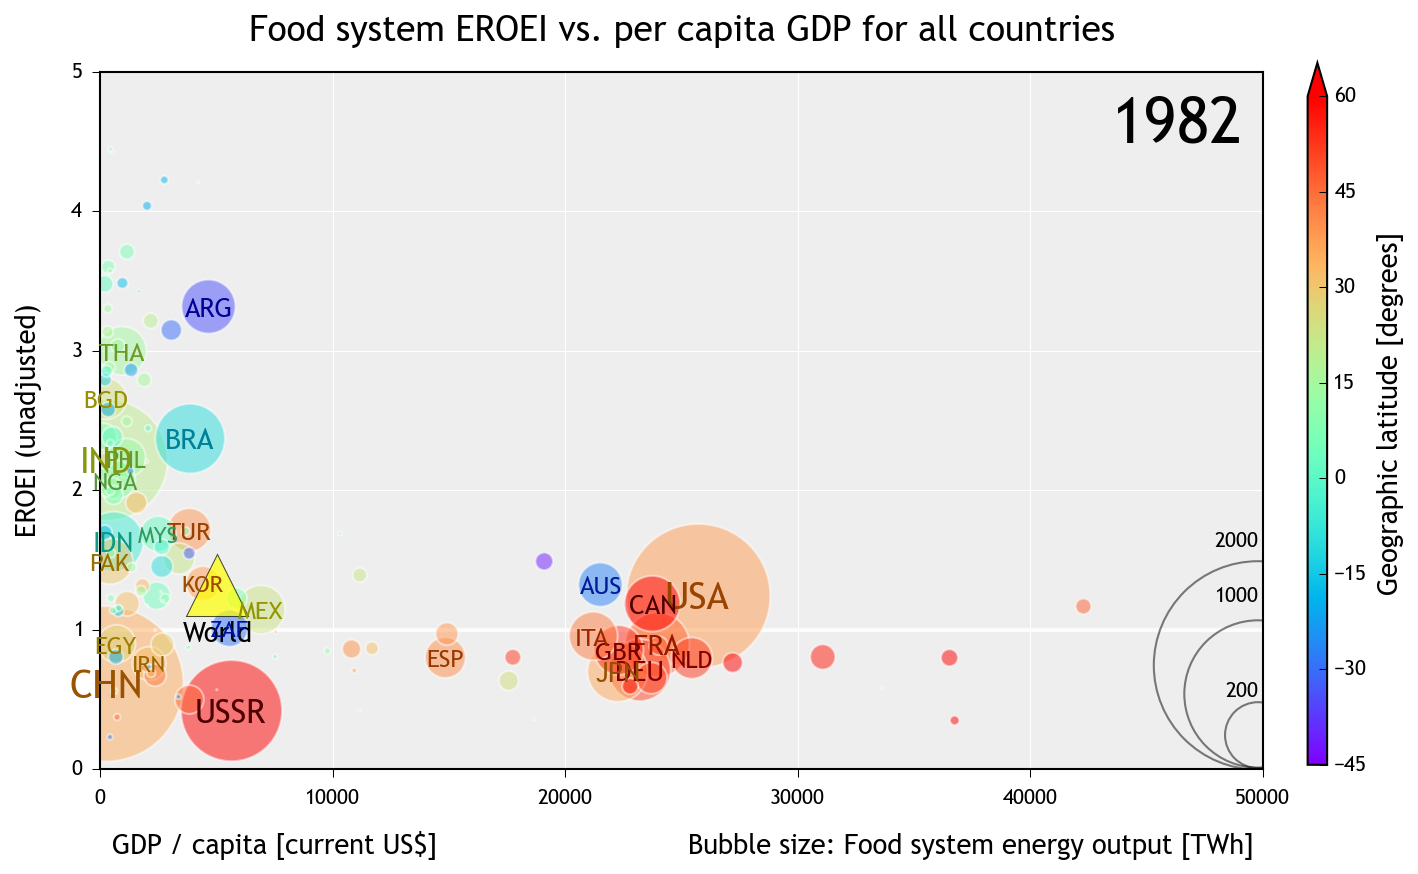 Food system EROEI vs. per capita GDP for all countries
1982
5
4
3
2
1
0
EROEI (unadjusted)
ARG
THA
BGD
BRA
IND
PHL
NGA
TUR
MYS
IDN
PAK
KOR
AUS
USA
CAN
MEX
World
ZAF
ITA
EGY
GBR
FRA
IRN
ESP
NLD
JPN
DEU
CHN
USSR
2000
1000
200
0
10000
20000
30000
40000
50000
GDP / capita [current US$]
Bubble size: Food system energy output [TWh]
60
45
30
15
0
−15
−30
−45
Geographic latitude [degrees]